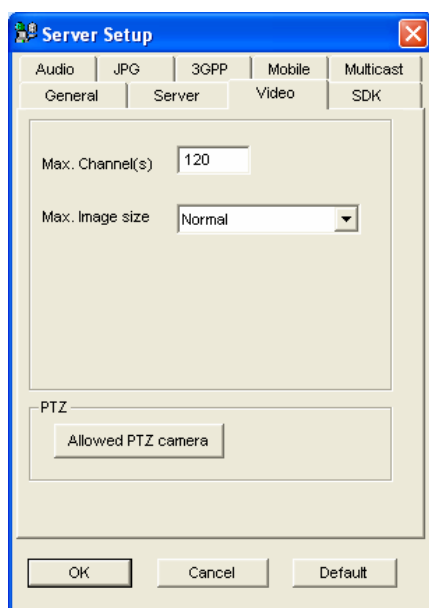 Server Setup
Audio JPG 3GPP Mobile Multicast
General Server Video SDK
Max. Channel(s) 120
Max. Image size Normal
PTZ
Allowed PTZ camera
OK Cancel Default